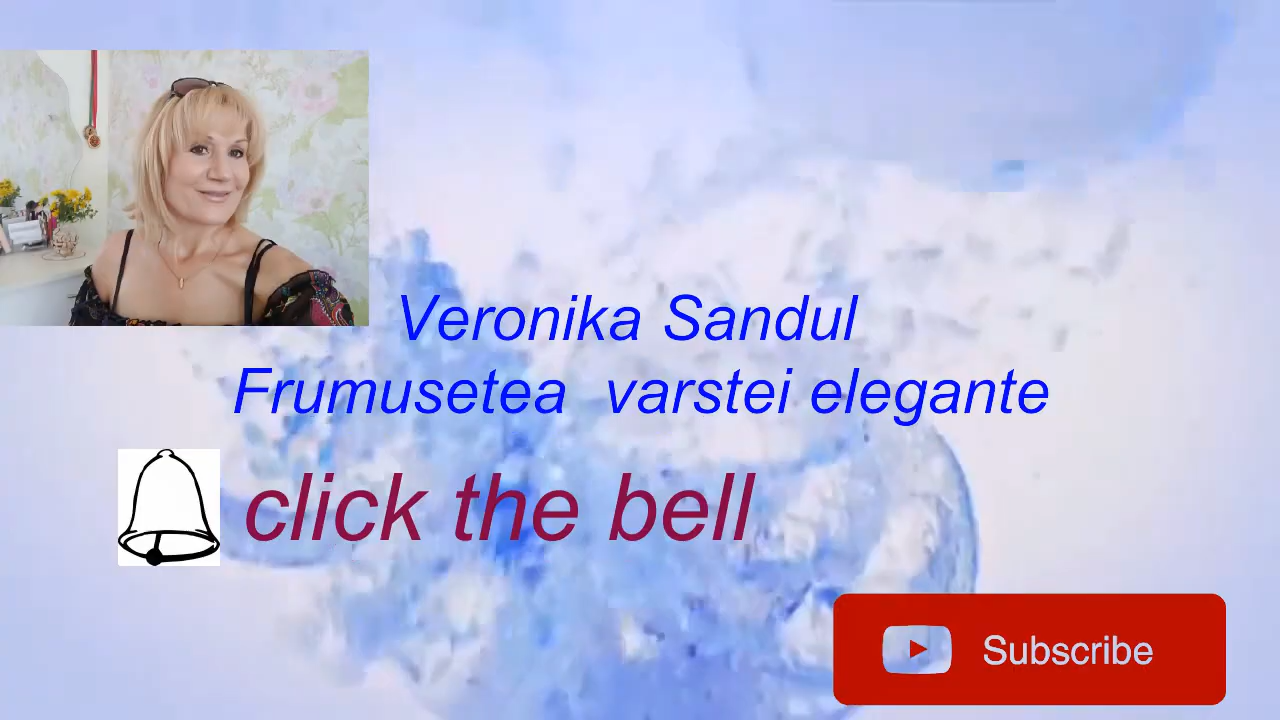 Veronika Sandul
Frumusetea varstei elegante
click the bell
Subscribe